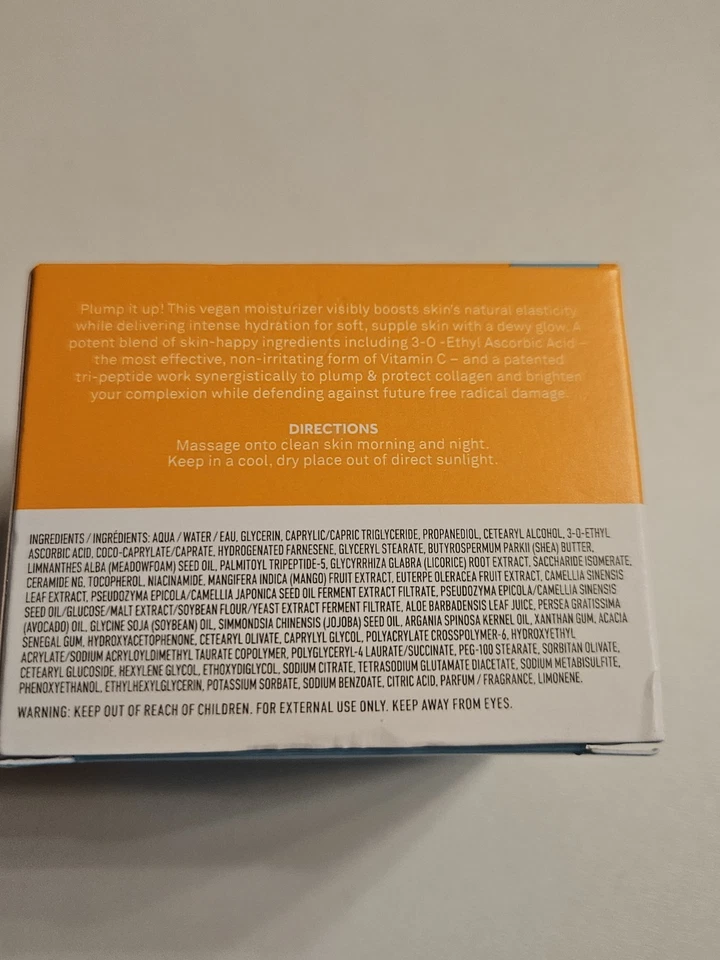 Plump it up! This vegan moisturizer visibly boosts skin's natural elasticity
while delivering intense hydration for soft, supple skin with a dewy glow. A
potent blend of skin-happy ingredients including 3-O -Ethyl Ascorbic Acid –
the most effective, non-irritating form of Vitamin C – and a patented
tri-peptide work synergistically to plump & protect collagen and brighten
your complexion while defending against future free radical damage.
DIRECTIONS
Massage onto clean skin morning and night.
Keep in a cool, dry place out of direct sunlight.
INGREDIENTS / INGRÉDIENTS: AQUA / WATER / EAU, GLYCERIN, CAPRYLIC/CAPRIC TRIGLYCERIDE, PROPANEDIOL, CETEARYL ALCOHOL, 3-O-ETHYL
ASCORBIC ACID, COCO-CAPRYLATE/CAPRATE, HYDROGENATED FARNESENE, GLYCERYL STEARATE, BUTYROSPERMUM PARKII (SHEA) BUTTER,
LIMNANTHES ALBA (MEADOWFOAM) SEED OIL, PALMITOYL TRIPEPTIDE-5, GLYCYRRHIZA GLABRA (LICORICE) ROOT EXTRACT, SACCHARIDE ISOMERATE,
CERAMIDE NG, TOCOPHEROL, NIACINAMIDE, MANGIFERA INDICA (MANGO) FRUIT EXTRACT, EUTERPE OLERACEA FRUIT EXTRACT, CAMELLIA SINENSIS
LEAF EXTRACT, PSEUDOZYMA EPICOLA/CAMELLIA JAPONICA SEED OIL FERMENT EXTRACT FILTRATE, PSEUDOZYMA EPICOLA/CAMELLIA SINENSIS
SEED OIL/GLUCOSE/MALT EXTRACT/SOYBEAN FLOUR/YEAST EXTRACT FERMENT FILTRATE, ALOE BARBADENSIS LEAF JUICE, PERSEA GRATISSIMA
(AVOCADO) OIL, GLYCINE SOJA (SOYBEAN) OIL, SIMMONDSIA CHINENSIS (JOJOBA) SEED OIL, ARGANIA SPINOSA KERNEL OIL, XANTHAN GUM, ACACIA
SENEGAL GUM, HYDROXYACETOPHENONE, CETEARYL OLIVATE, CAPRYLYL GLYCOL, POLYACRYLATE CROSSPOLYMER-6, HYDROXYETHYL
ACRYLATE/SODIUM ACRYLOYLDIMETHYL TAURATE COPOLYMER, POLYGLYCERYL-4 LAURATE/SUCCINATE, PEG-100 STEARATE, SORBITAN OLIVATE,
CETEARYL GLUCOSIDE, HEXYLENE GLYCOL, ETHOXYDIGLYCOL, SODIUM CITRATE, TETRASODIUM GLUTAMATE DIACETATE, SODIUM METABISULFITE,
PHENOXYETHANOL, ETHYLHEXYLGLYCERIN, POTASSIUM SORBATE, SODIUM BENZOATE, CITRIC ACID, PARFUM / FRAGRANCE, LIMONENE.
WARNING: KEEP OUT OF REACH OF CHILDREN. FOR EXTERNAL USE ONLY. KEEP AWAY FROM EYES.